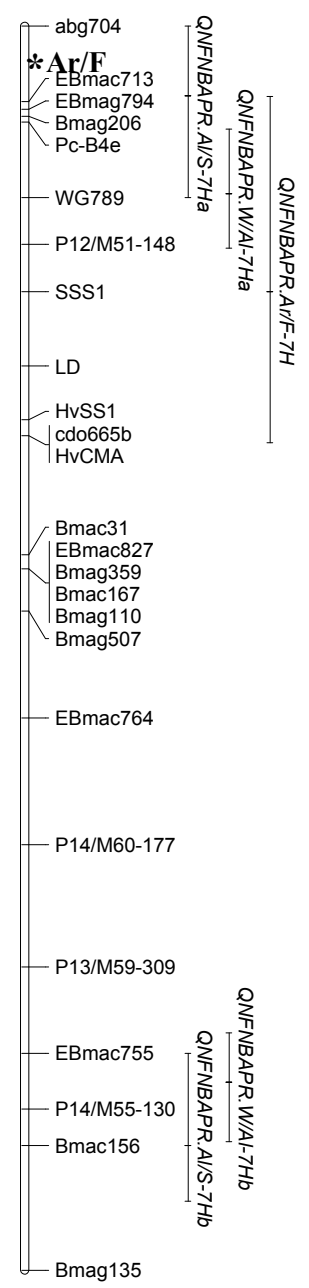 abg704
*Ar/F
EBmac713
EBmag794
Bmag206
Pc-B4e
WG789
P12/M51-148
SSS1
LD
HvSS1
cdo665b
HvCMA
Bmac31
EBmac827
Bmag359
Bmac167
Bmag110
Bmag507
EBmac764
P14/M60-177
P13/M59-309
EBmac755
P14/M55-130
Bmac156
Bmag135
QNFNBAPR.Al/S-7Ha
QNFNBAPR.W/Al-7Ha
QNFNBAPR.Ar/F-7H
QNFNBAPR.Al/S-7Hb
QNFNBAPR.W/Al-7Hb